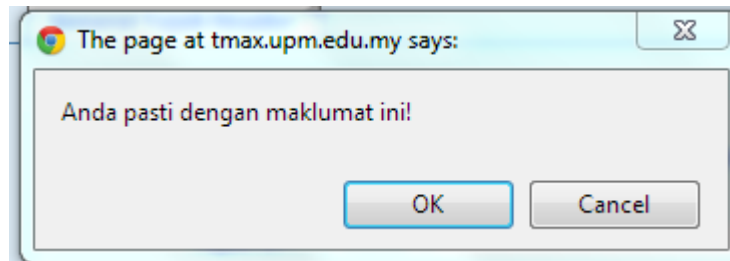 The page at tmax.upm.edu.my says:
Anda pasti dengan maklumat ini!
OK
Cancel